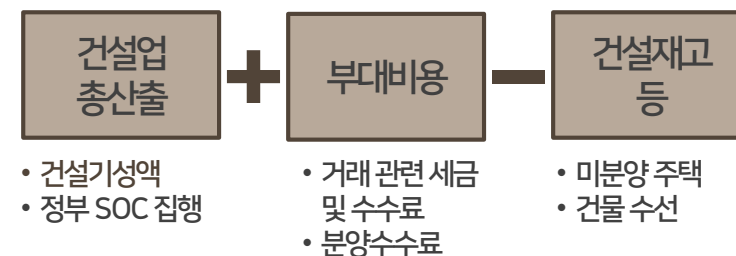 건설업
총산출
+
부대비용
-
건설재고
등
• 건설기성액
• 정부 SOC 집행
• 거래 관련 세금
및 수수료
• 분양수수료
• 미분양 주택
• 건물 수선